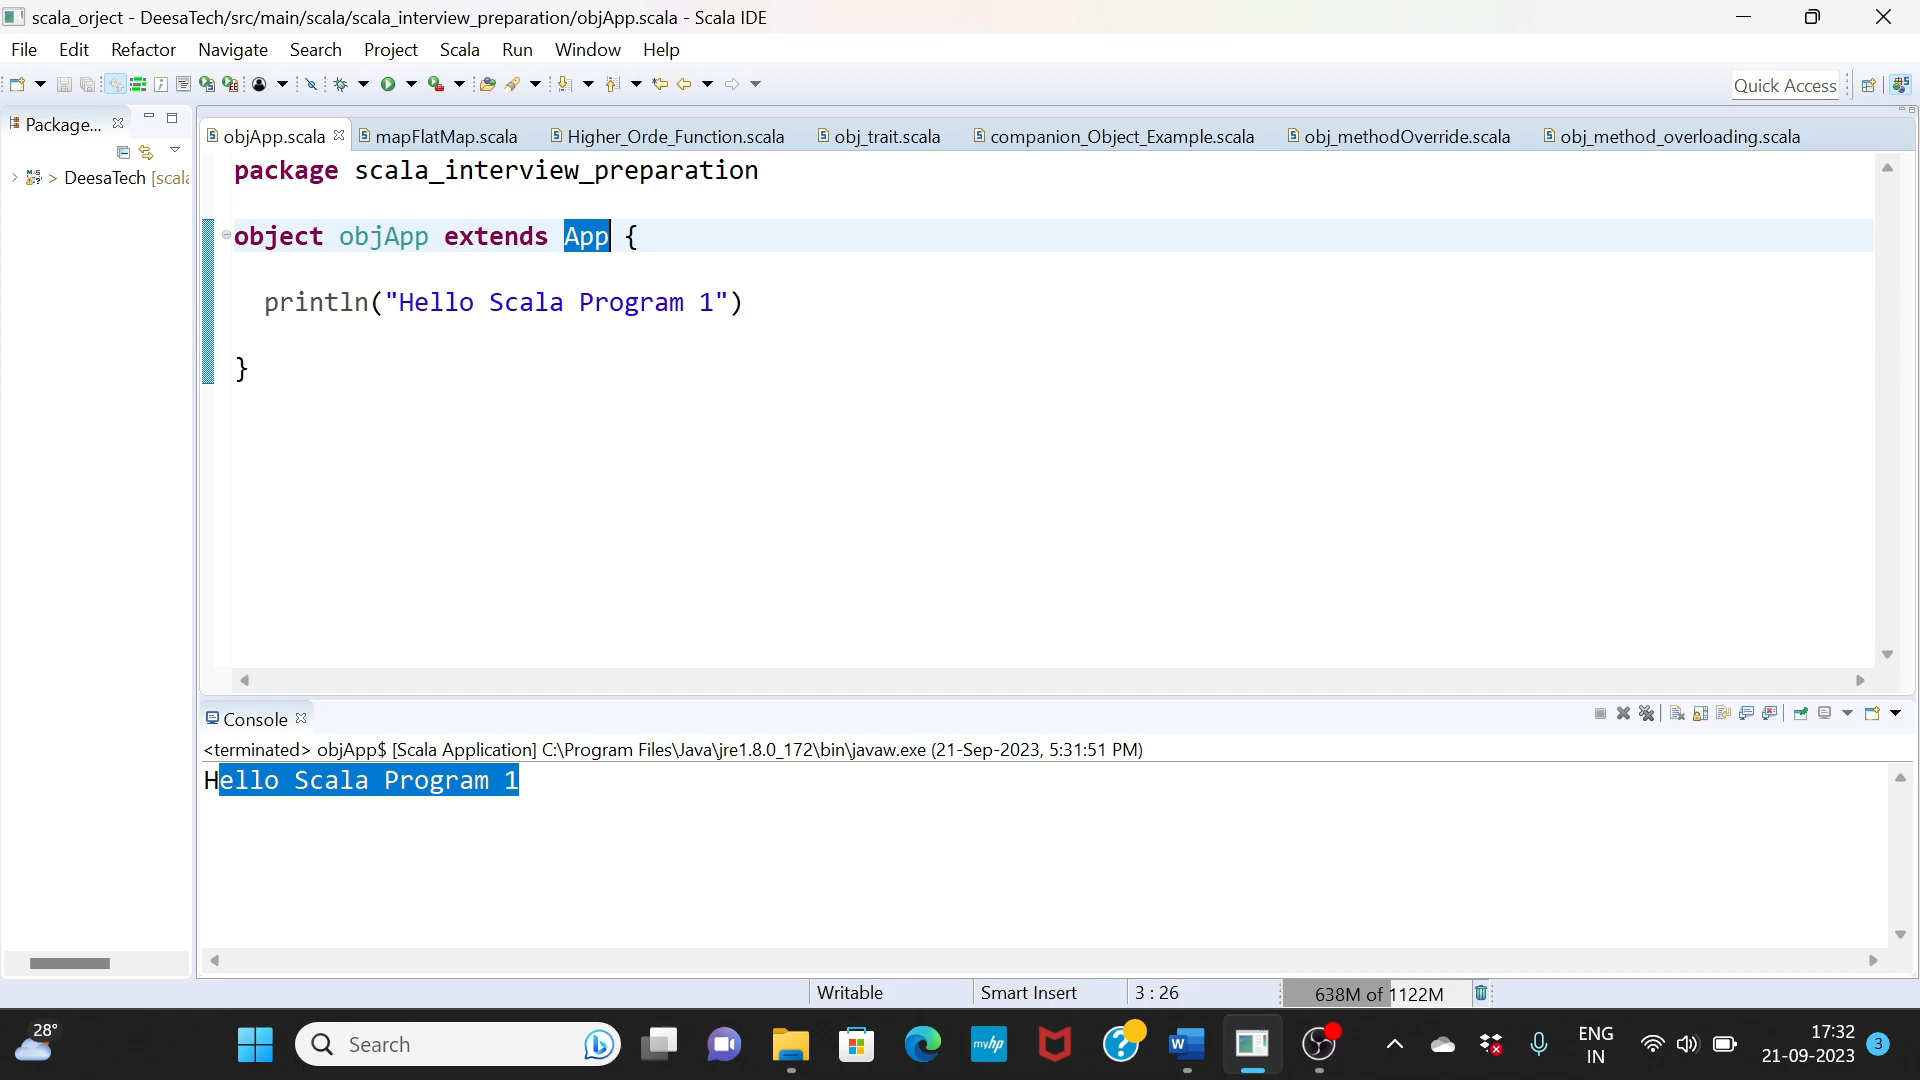 scala_orject - DeesaTech/src/main/scala/scala_interview_preparation/objApp.scala - Scala IDE
File Edit Refactor Navigate Search Project Scala Run Window Help
Quick Access
Package...
objApp.scala mapFlatMap.scala Higher_Orde_Function.scala obj_trait.scala companion_Object_Example.scala obj_methodOverride.scala obj_method_overloading.scala
> DeesaTech [scala
package scala_interview_preparation
object objApp extends App {
println("Hello Scala Program 1")
}
Console
<terminated> objApp$ [Scala Application] C:\Program Files\Java\jre1.8.0_172\bin\javaw.exe (21-Sep-2023, 5:31:51 PM)
Hello Scala Program 1
Writable Smart Insert 3 : 26 638M of 1122M
28°
Search
myhp
ENG
IN
17:32
21-09-2023
3